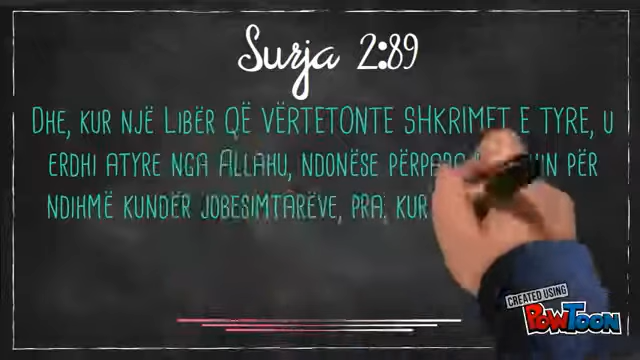 Surja 2:89
Dhe, kur një Libër QË VËRTETONTE SHKRIMET E TYRE, u
erdhi atyre nga Allahu, ndonëse përpara për
ndihmë kundër jobesimtarëve, pra, kur
CREATED USING
POWTOON